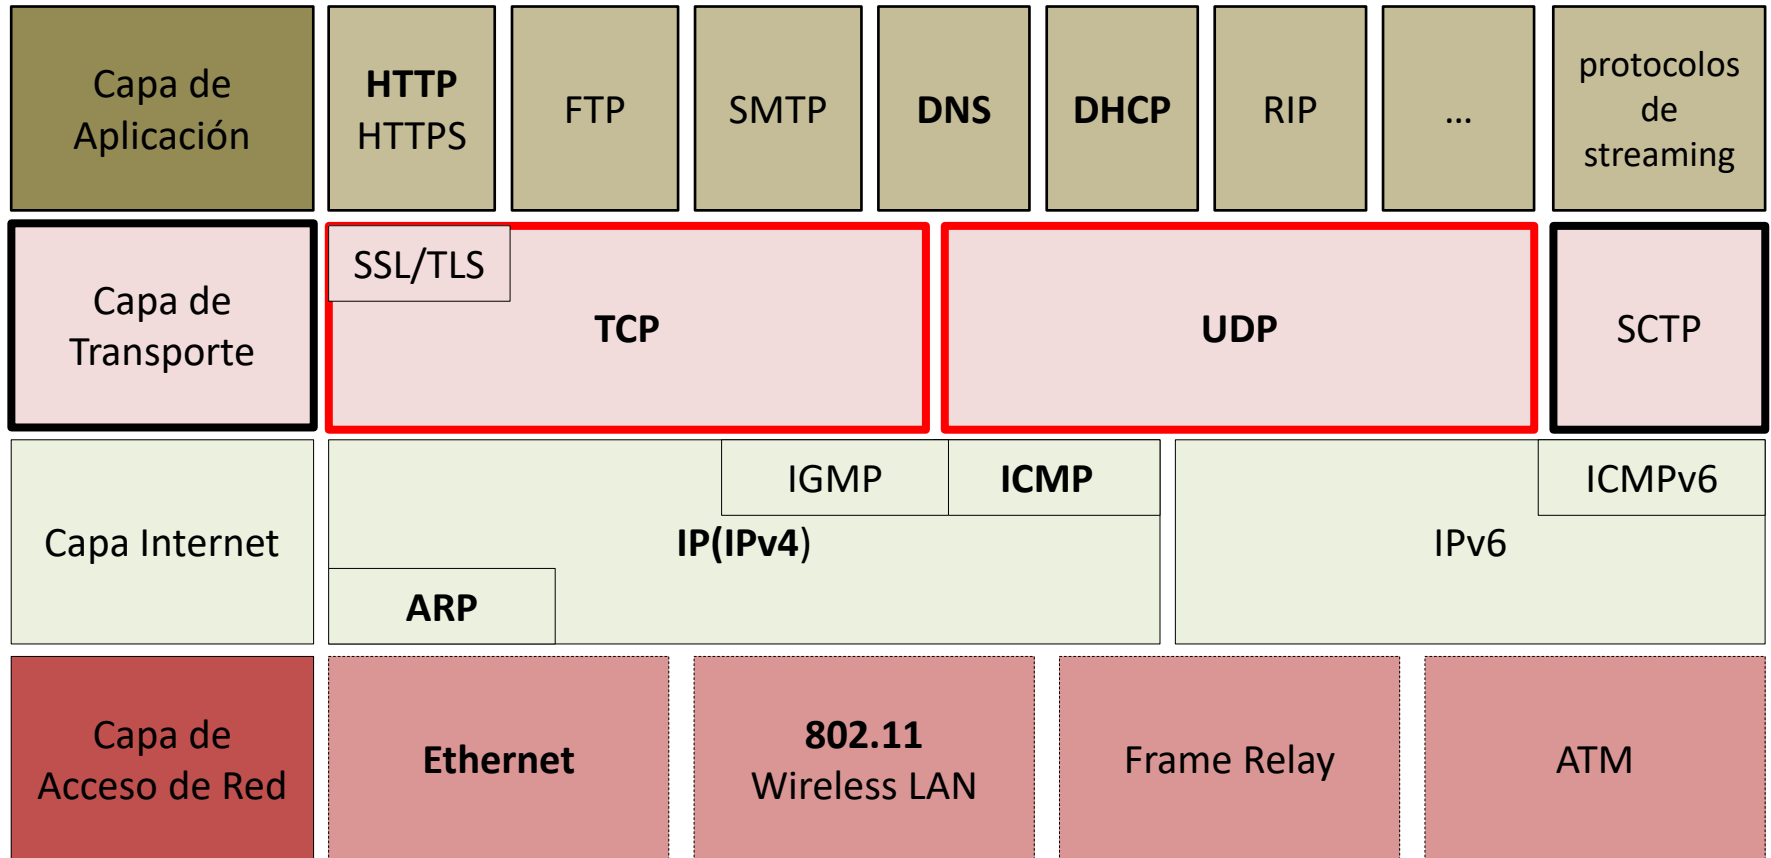 Capa de
Aplicación
HTTP
HTTPS
FTP
SMTP
DNS
DHCP
RIP
...
protocolos
de
streaming
Capa de
Transporte
SSL/TLS
TCP
UDP
SCTP
Capa Internet
IGMP
ICMP
IP(IPv4)
ARP
ICMPv6
IPv6
Capa de
Acceso de Red
Ethernet
802.11
Wireless LAN
Frame Relay
ATM